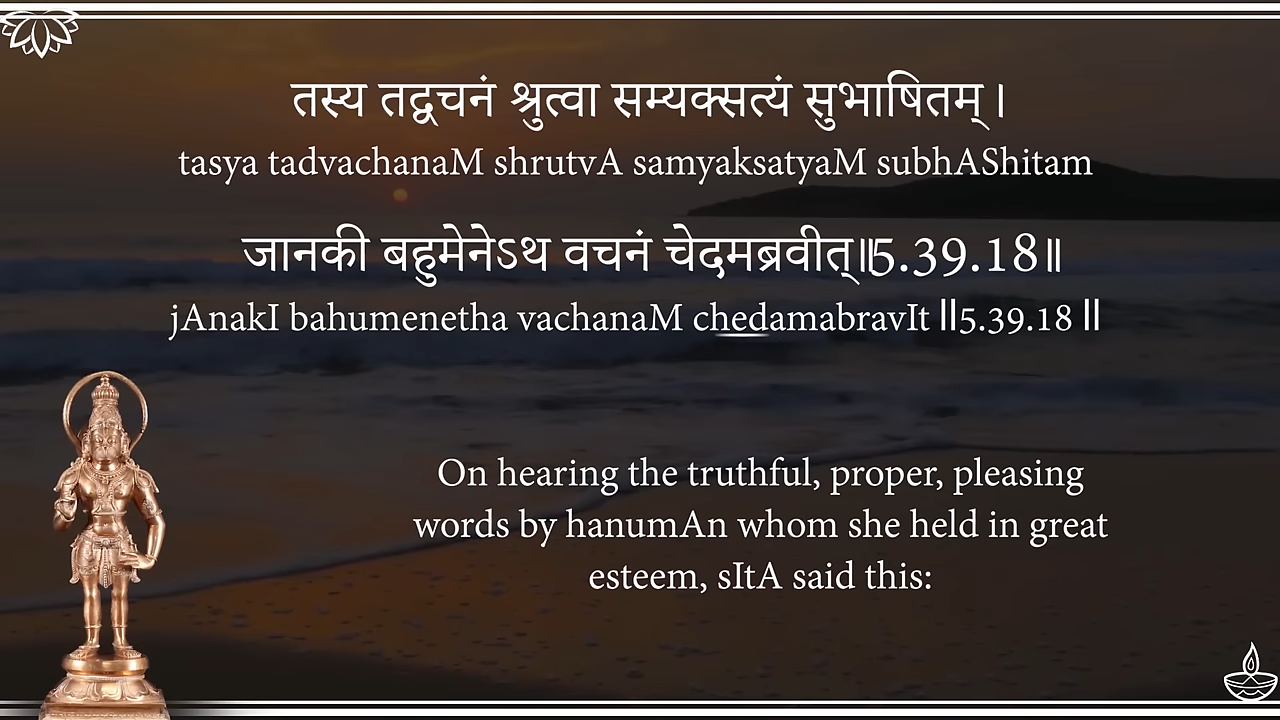 तस्य तद्वचनं श्रुत्वा सम्यक्सत्यं सुभाषितम् ।
tasya tadvachanaM shrutvA samyaksatyaM subhAShitam
जानकी बहुमेनेऽथ वचनं चेदमब्रवीत्॥5.39.18॥
jAnakI bahumenetha vachanaM chedamabravIt ॥5.39.18 ॥
On hearing the truthful, proper, pleasing
words by hanumAn whom she held in great
esteem, sItA said this: